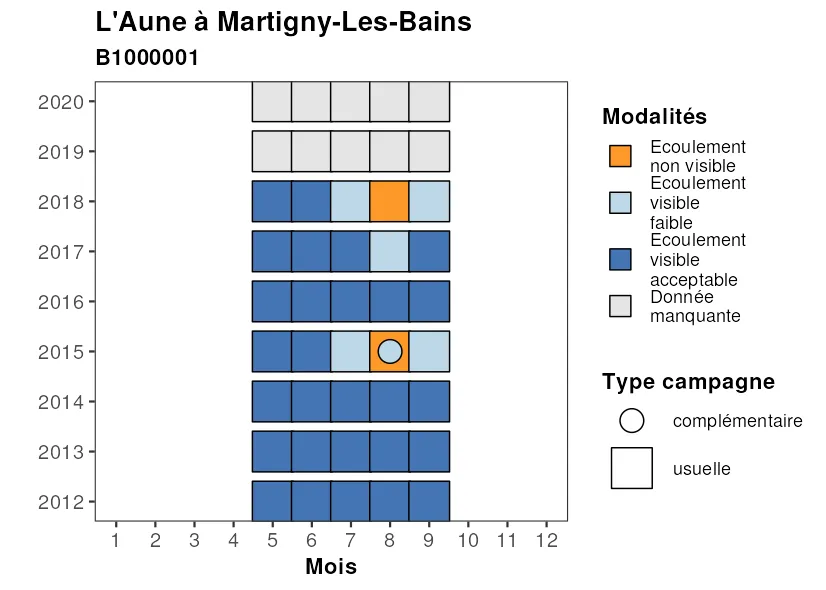 L'Aune à Martigny-Les-Bains
B1000001
2020
2019
2018
2017
2016
2015
2014
2013
2012
1 2 3 4 5 6 7 8 9 10 11 12
Mois
Modalités
Ecoulement
non visible
Ecoulement
visible
faible
Ecoulement
visible
acceptable
Donnée
manquante
Type campagne
complémentaire
usuelle